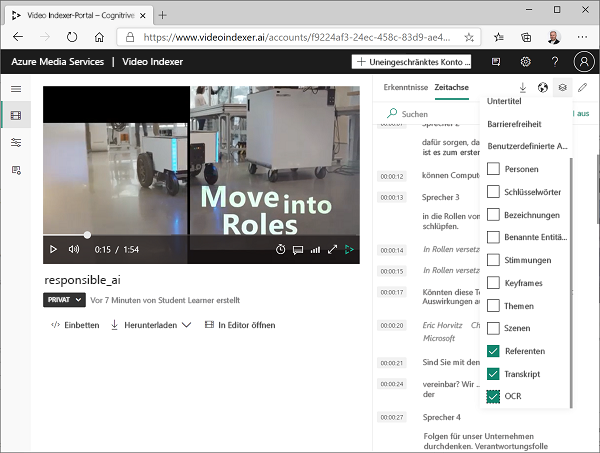 Video Indexer-Portal – Cognitive
https://www.videoindexer.ai/accounts/f9224af3-24ec-458c-83d9-ae4...
Azure Media Services | Video Indexer
Uneingeschränktes Konto ...
Move into
Roles
0:15 / 1:54
responsible_ai
PRIVAT
Vor 7 Minuten von Student Learner erstellt
Einbetten
Herunterladen
In Editor öffnen
Erkenntnisse
Zeitachse
Suchen
aus
Untertitel
Barrierefreiheit
Benutzerdefinierte A...
Personen
Schlüsselwörter
Bezeichnungen
Benannte Entitä...
Stimmungen
Keyframes
Themen
Szenen
Referenten
Transkript
OCR
Sprecher 2
dafür sorgen, da
ist es zum erster
00:00:12 können Compute
00:00:13 Sprecher 3
in die Rollen vor
schlüpfen.
00:00:14 In Rollen versetz
00:00:15 In Rollen versetz
00:00:17 Könnten diese Te
Auswirkungen au
00:00:20 Eric Horvitz Ch
Microsoft
00:00:21 Sind Sie mit den
00:00:24 vereinbar? Wir ...
der
00:00:27 Sprecher 4
Folgen für unser Unternehmen
durchdenken. Verantwortungsfolle